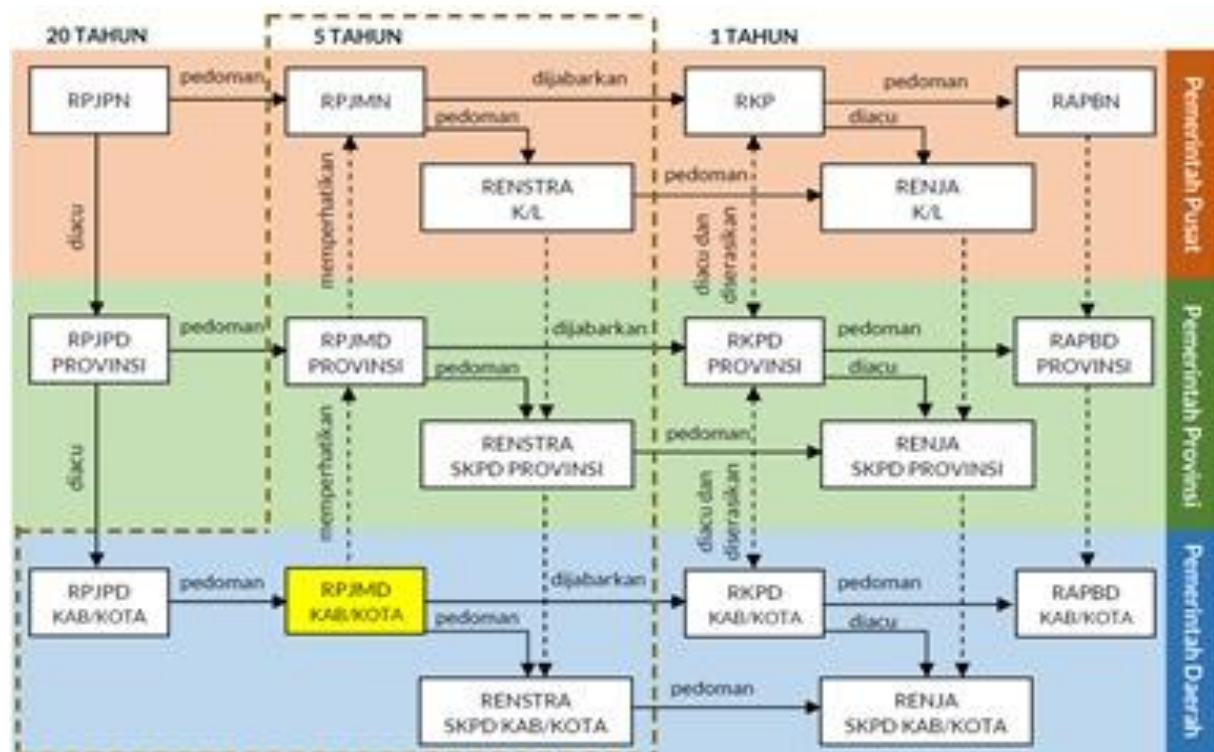 20 TAHUN
5 TAHUN
1 TAHUN
RPJPN
pedoman
RPJMN
dijabarkan
RKP
pedoman
RAPBN
pedoman
diacu
RENSTRA
K/L
pedoman
RENJA
K/L
diacu
memperhatikan
diacu dan
diserasikan
Pemerintah Pusat
RPJPD
PROVINSI
pedoman
RPJMD
PROVINSI
dijabarkan
RKPD
PROVINSI
pedoman
RAPBD
PROVINSI
pedoman
diacu
RENSTRA
SKPD PROVINSI
pedoman
RENJA
SKPD PROVINSI
diacu
memperhatikan
diacu dan
diserasikan
Pemerintah Provinsi
RPJPD
KAB/KOTA
pedoman
RPJMD
KAB/KOTA
dijabarkan
RKPD
KAB/KOTA
pedoman
RAPBD
KAB/KOTA
pedoman
diacu
RENSTRA
SKPD KAB/KOTA
pedoman
RENJA
SKPD KAB/KOTA
Pemrintah Daerah